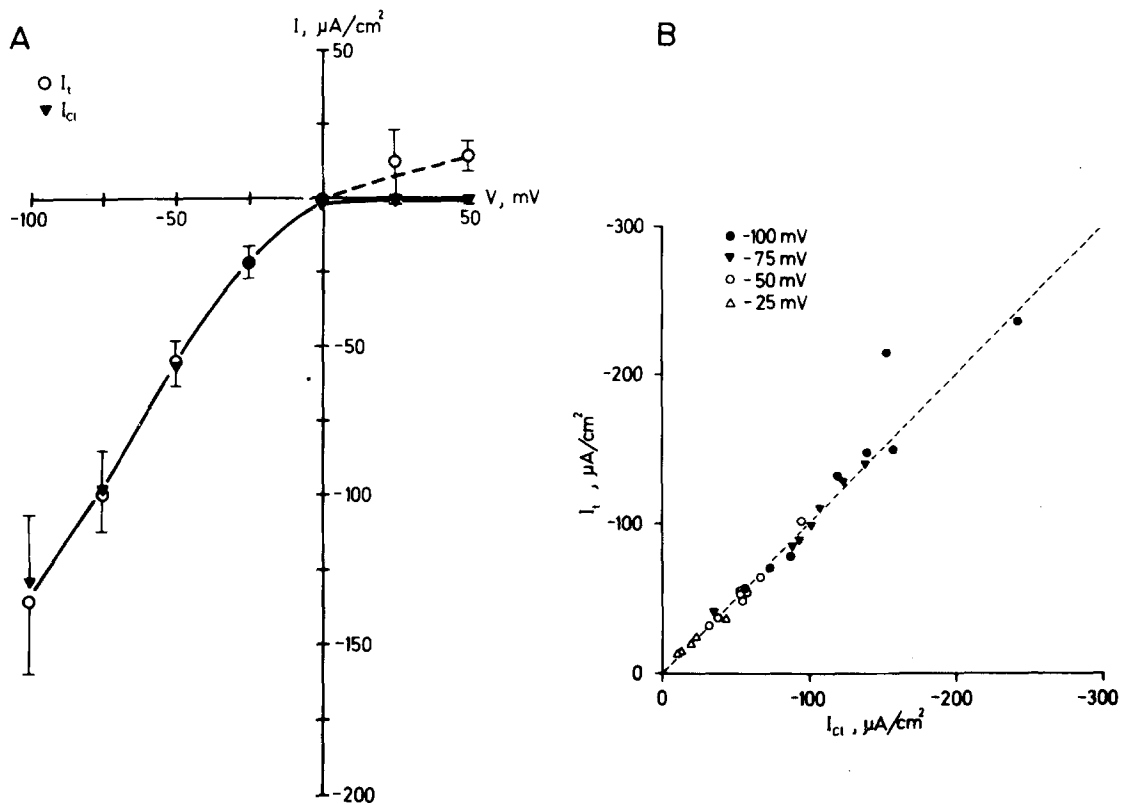 A
I, μA/cm²
50
○ I_t
▼ I_Cl
V, mV
-100
-50
50
-50
-100
-150
-200
B
● -100 mV
▼ -75 mV
○ -50 mV
△ -25 mV
-300
-200
-100
0
I_t , μA/cm²
0
-100
-200
-300
I_Cl , μA/cm²